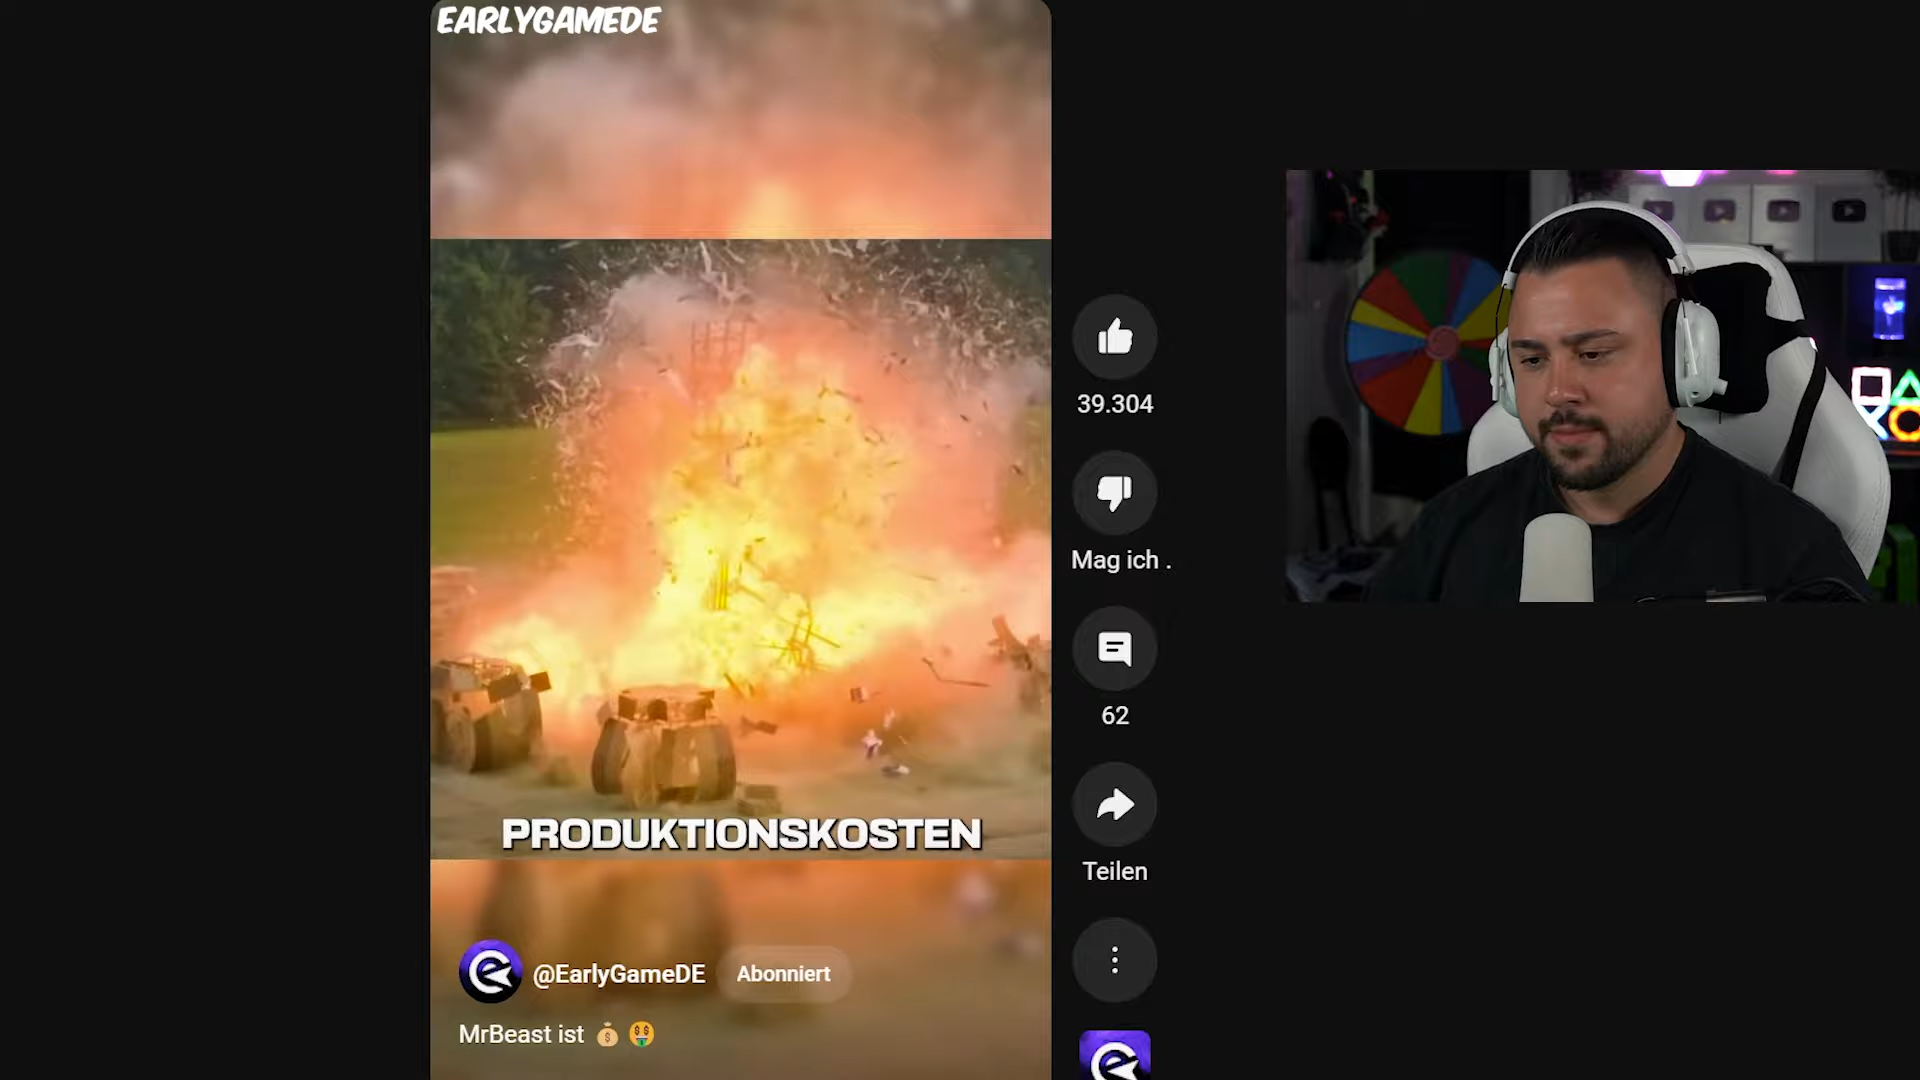 EARLYGAMEDE
39.304
Mag ich .
62
PRODUKTIONSKOSTEN
Teilen
@EarlyGameDE Abonniert
MrBeast ist 💰 🤑